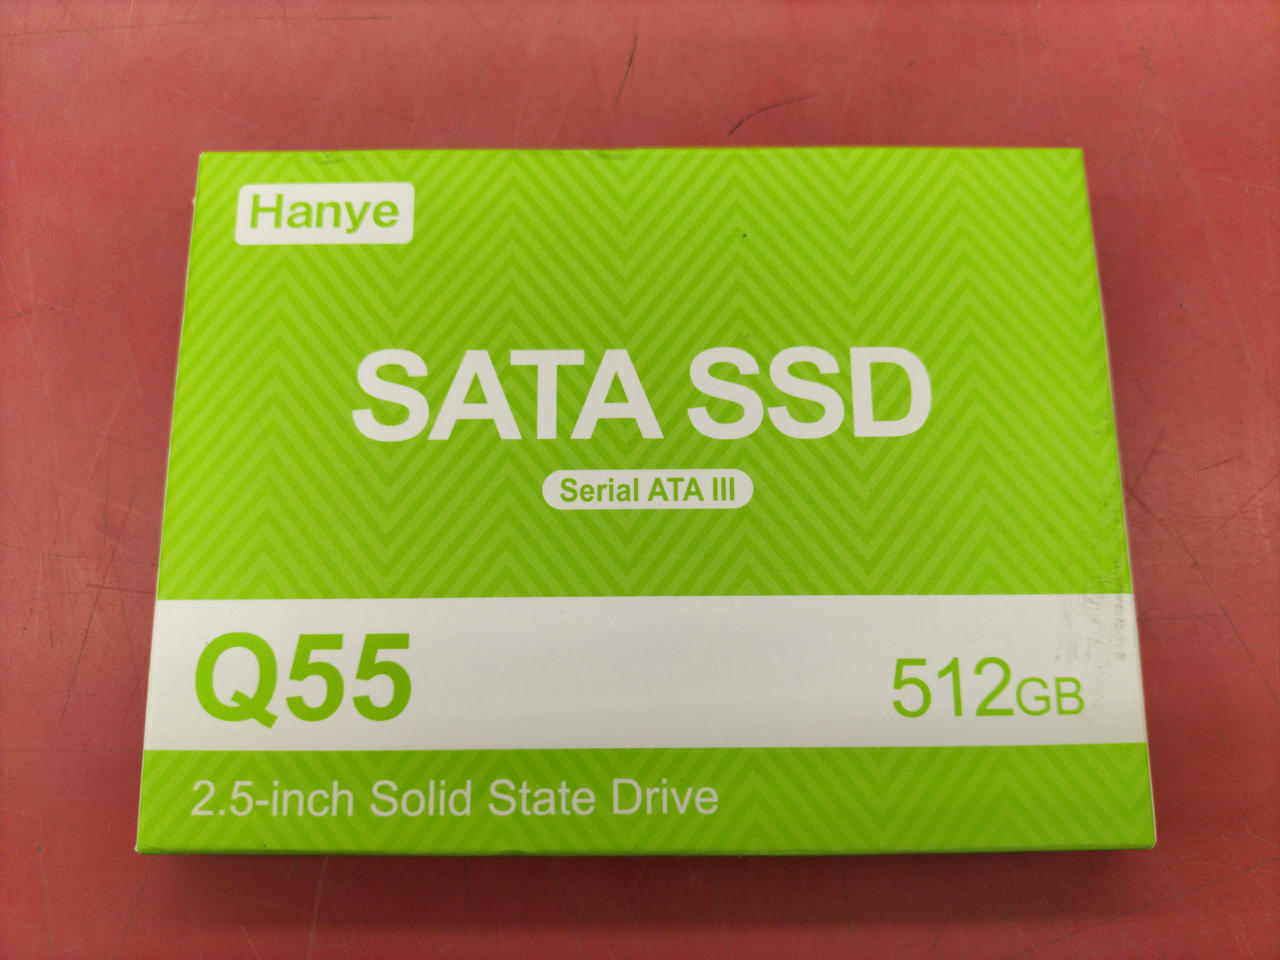 Hanye
SATA SSD
Serial ATA III
Q55
512GB
2.5-inch Solid State Drive